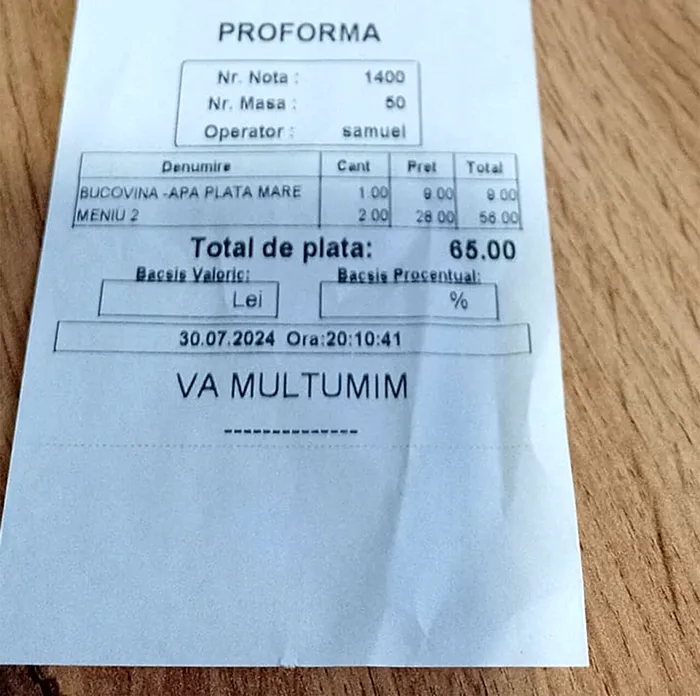 PROFORMA
Nr. Nota : 1400
Nr. Masa : 50
Operator : samuel
Denumire Cant Pret Total
BUCOVINA -APA PLATA MARE 1.00 9.00 9.00
MENIU 2 2.00 28.00 56.00
Total de plata: 65.00
Bacsis Valoric: Bacsis Procentual:
Lei %
30.07.2024 Ora:20:10:41
VA MULTUMIM
--------------